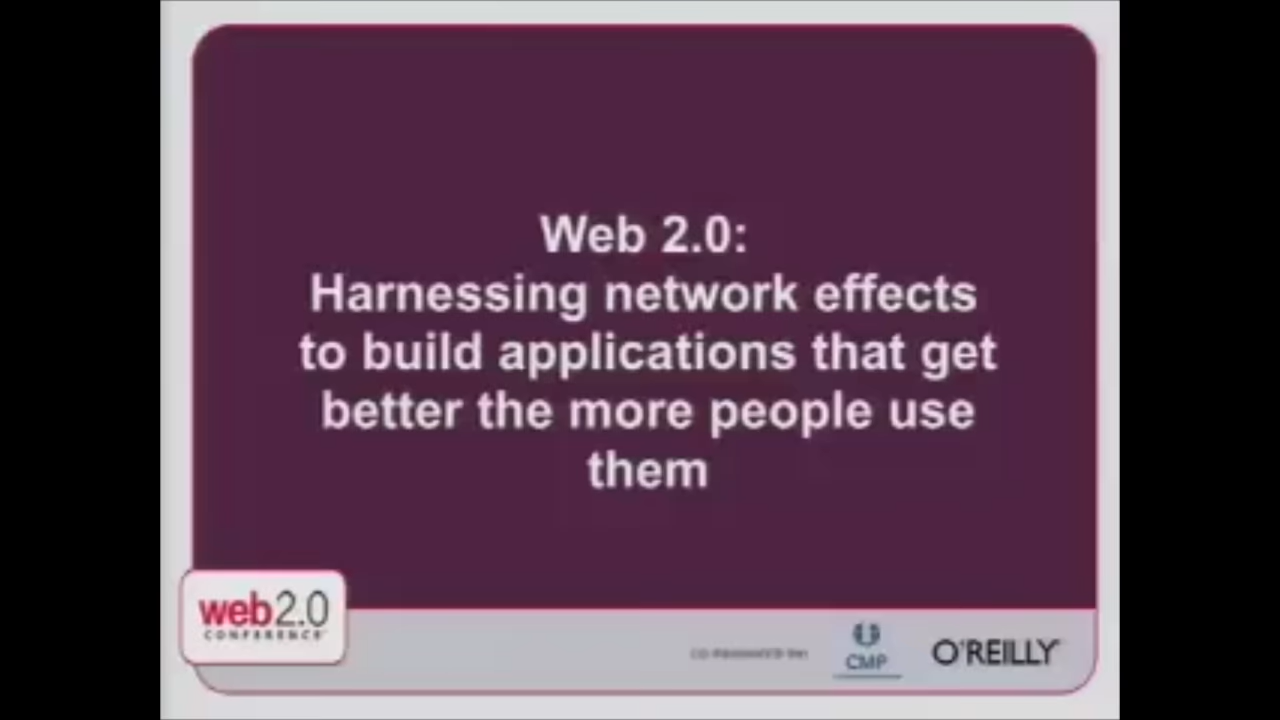 Web 2.0:
Harnessing network effects
to build applications that get
better the more people use
them
web2.0
CONFERENCE
CMP
O'REILLY